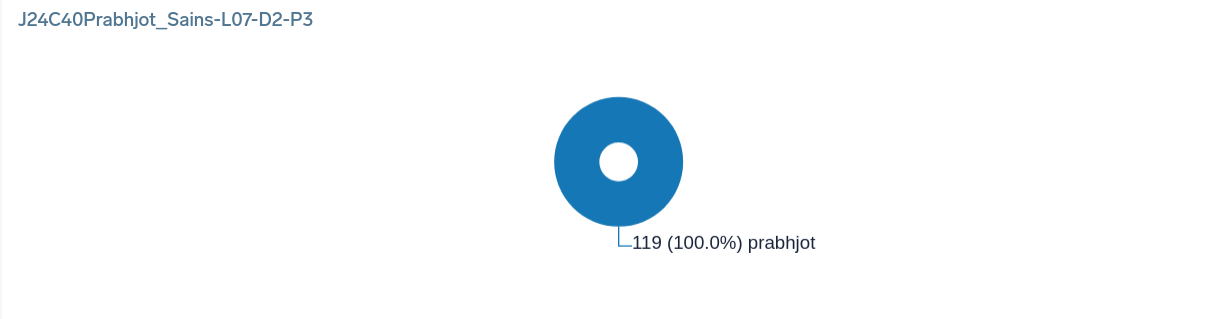 J24C40Prabhjot_Sains-L07-D2-P3
119 (100.0%) prabhjot